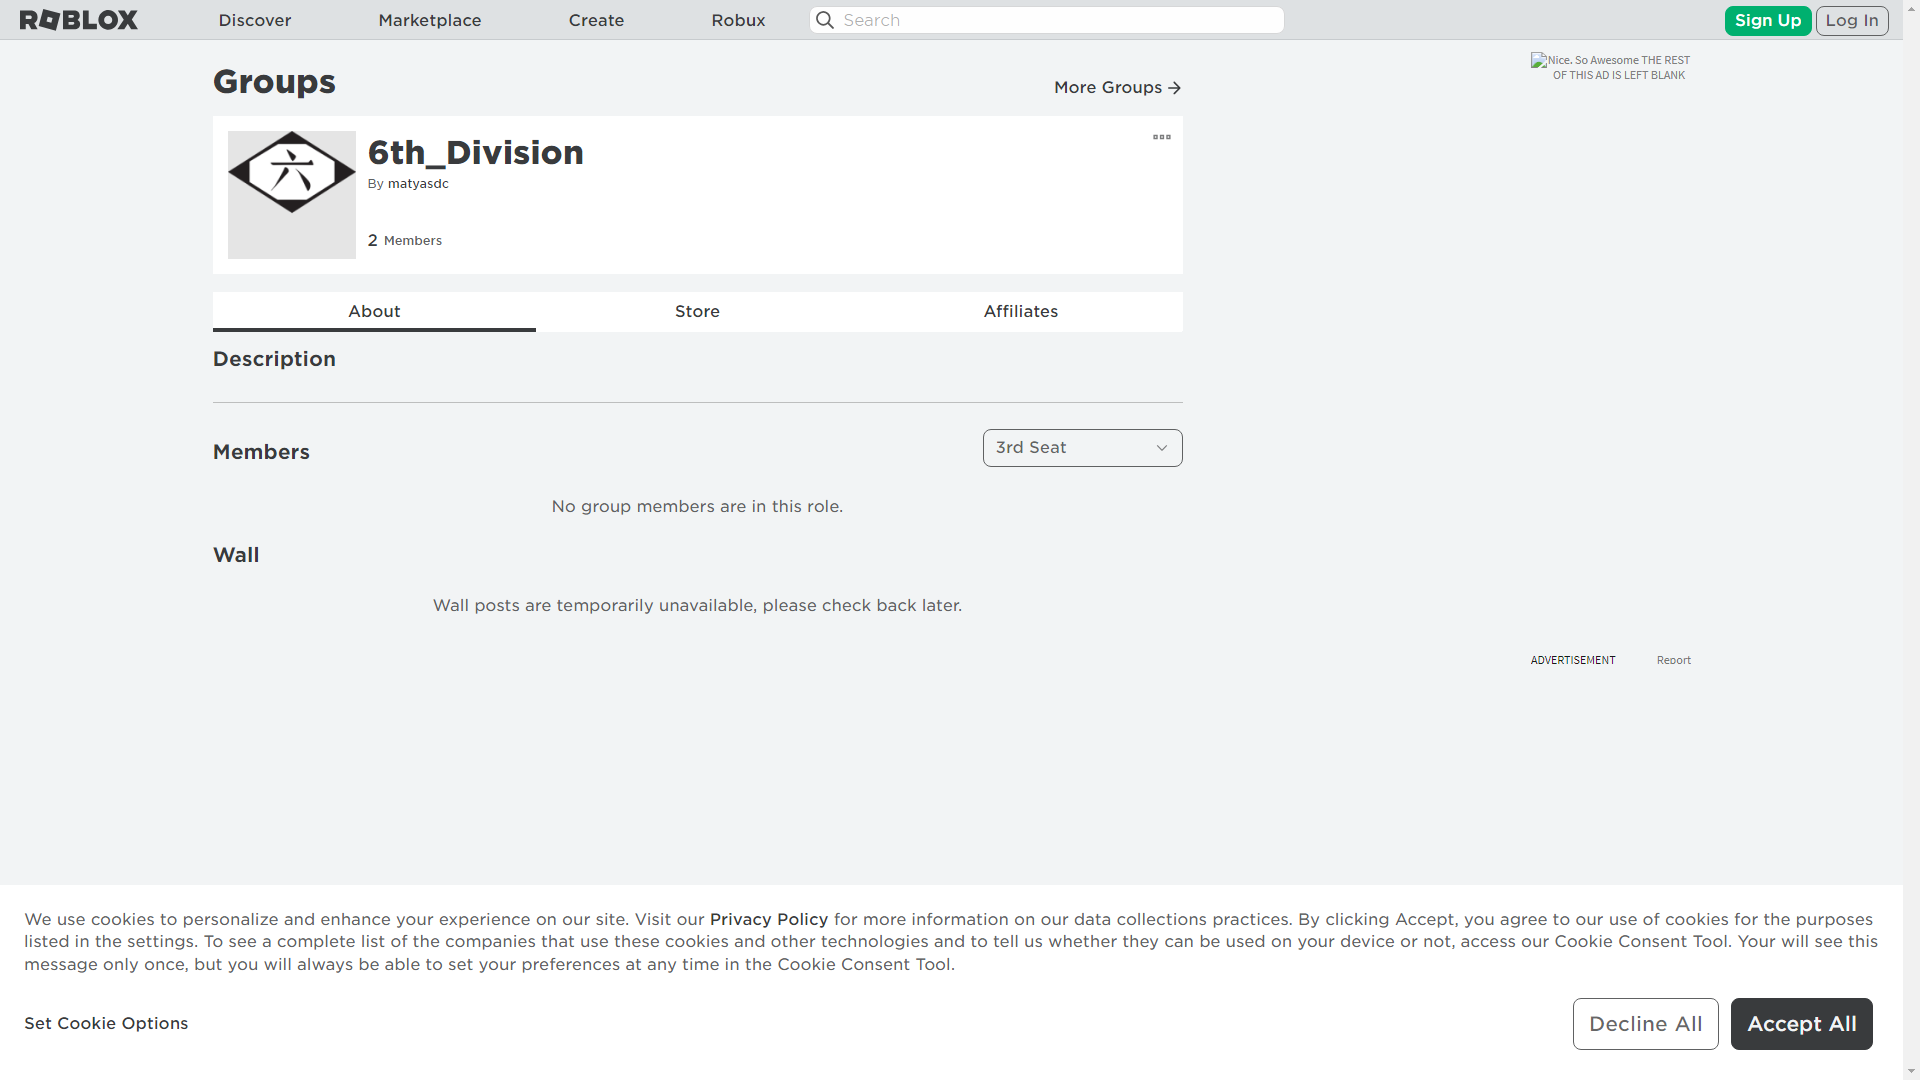 ROBLOX
Discover
Marketplace
Create
Robux
Search
Sign Up
Log In
Groups
More Groups
六
6th_Division
By matyasdc
2 Members
Nice. So Awesome THE REST
OF THIS AD IS LEFT BLANK
About
Store
Affiliates
Description
Members
3rd Seat
No group members are in this role.
Wall
Wall posts are temporarily unavailable, please check back later.
ADVERTISEMENT
Report
We use cookies to personalize and enhance your experience on our site. Visit our Privacy Policy for more information on our data collections practices. By clicking Accept, you agree to our use of cookies for the purposes
listed in the settings. To see a complete list of the companies that use these cookies and other technologies and to tell us whether they can be used on your device or not, access our Cookie Consent Tool. Your will see this
message only once, but you will always be able to set your preferences at any time in the Cookie Consent Tool.
Set Cookie Options
Decline All
Accept All